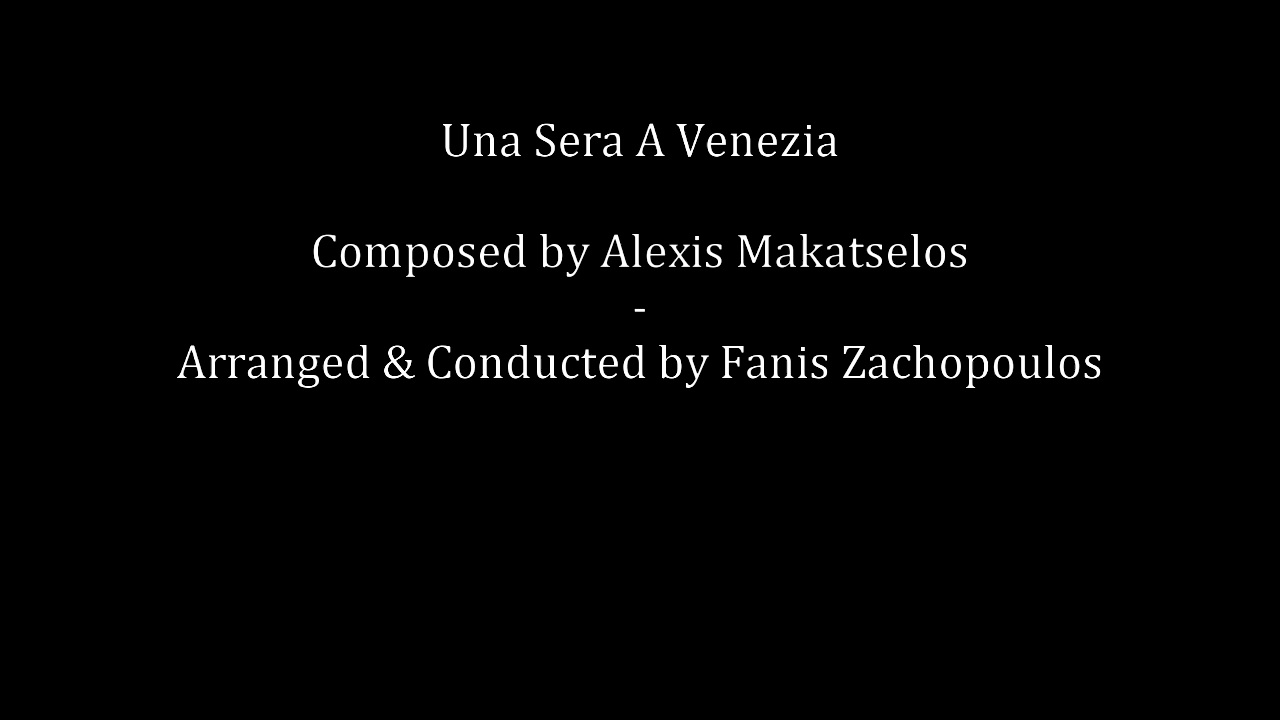 Una Sera A Venezia
Composed by Alexis Makatselos
-
Arranged & Conducted by Fanis Zachopoulos